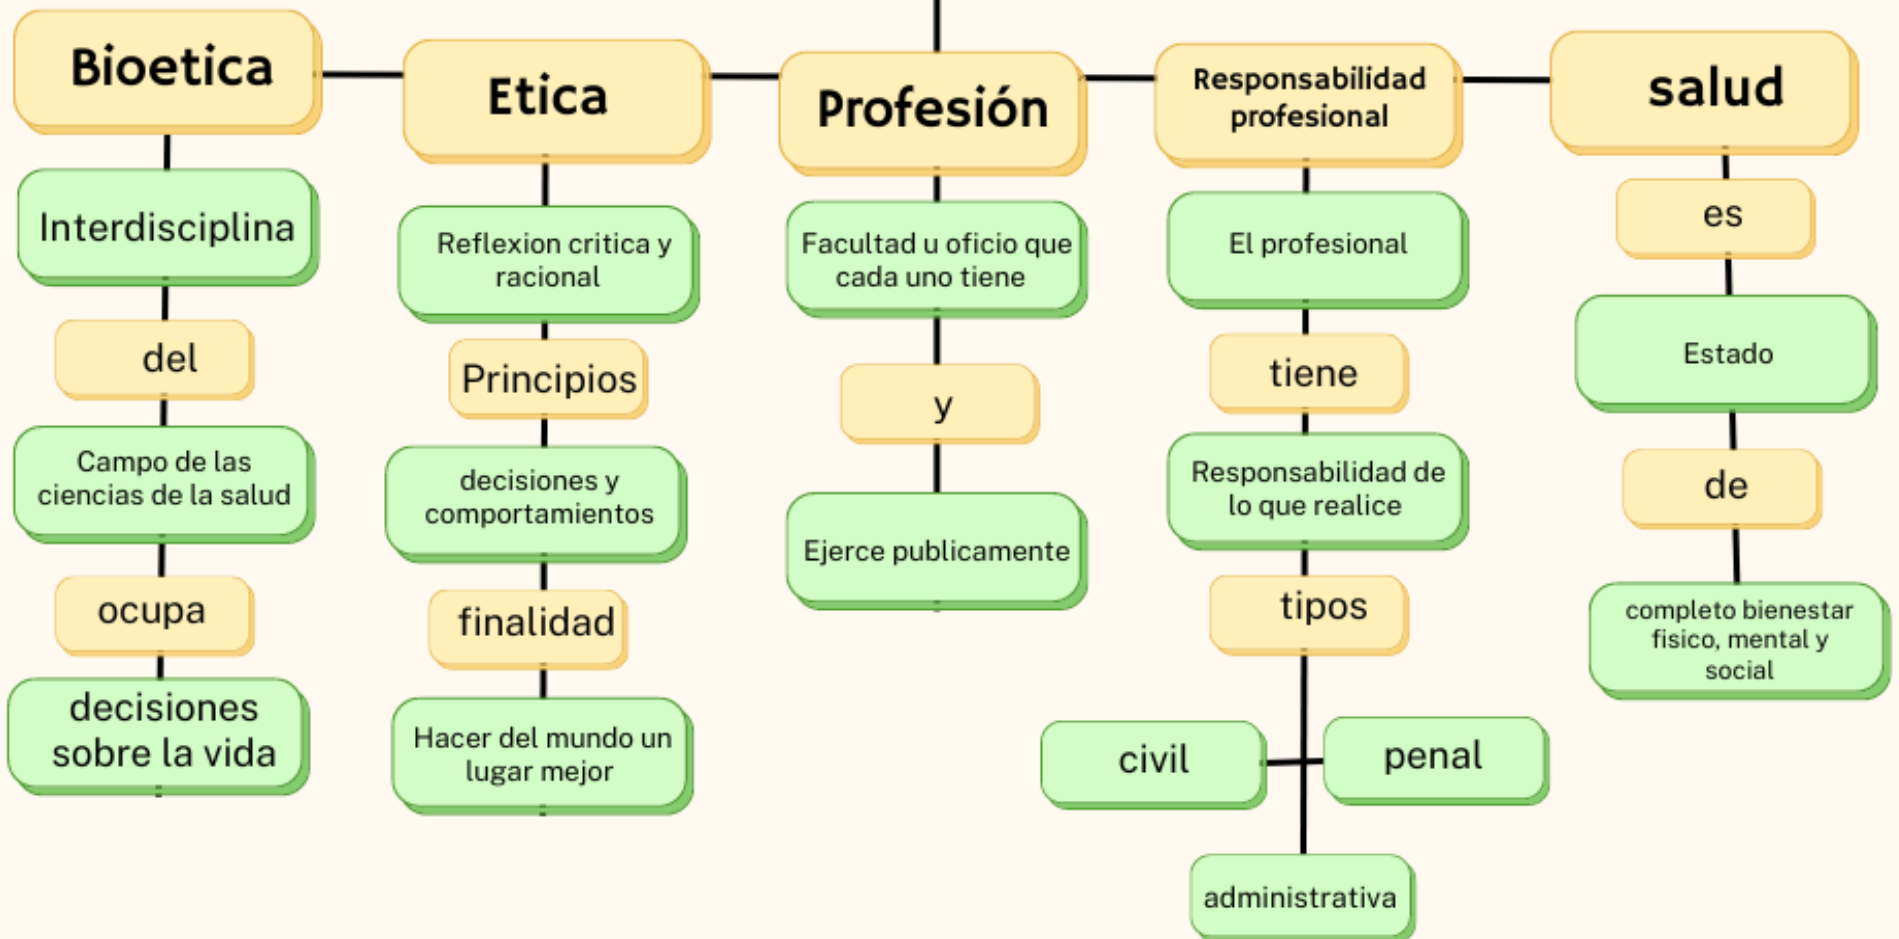 Bioetica
Interdisciplina
del
Campo de las
ciencias de la salud
ocupa
decisiones
sobre la vida
Etica
Reflexion critica y
racional
Principios
decisiones y
comportamientos
finalidad
Hacer del mundo un
lugar mejor
Profesión
Facultad u oficio que
cada uno tiene
y
Ejerce publicamente
Responsabilidad
profesional
El profesional
tiene
Responsabilidad de
lo que realice
tipos
civil
penal
administrativa
salud
es
Estado
de
completo bienestar
fisico, mental y
social